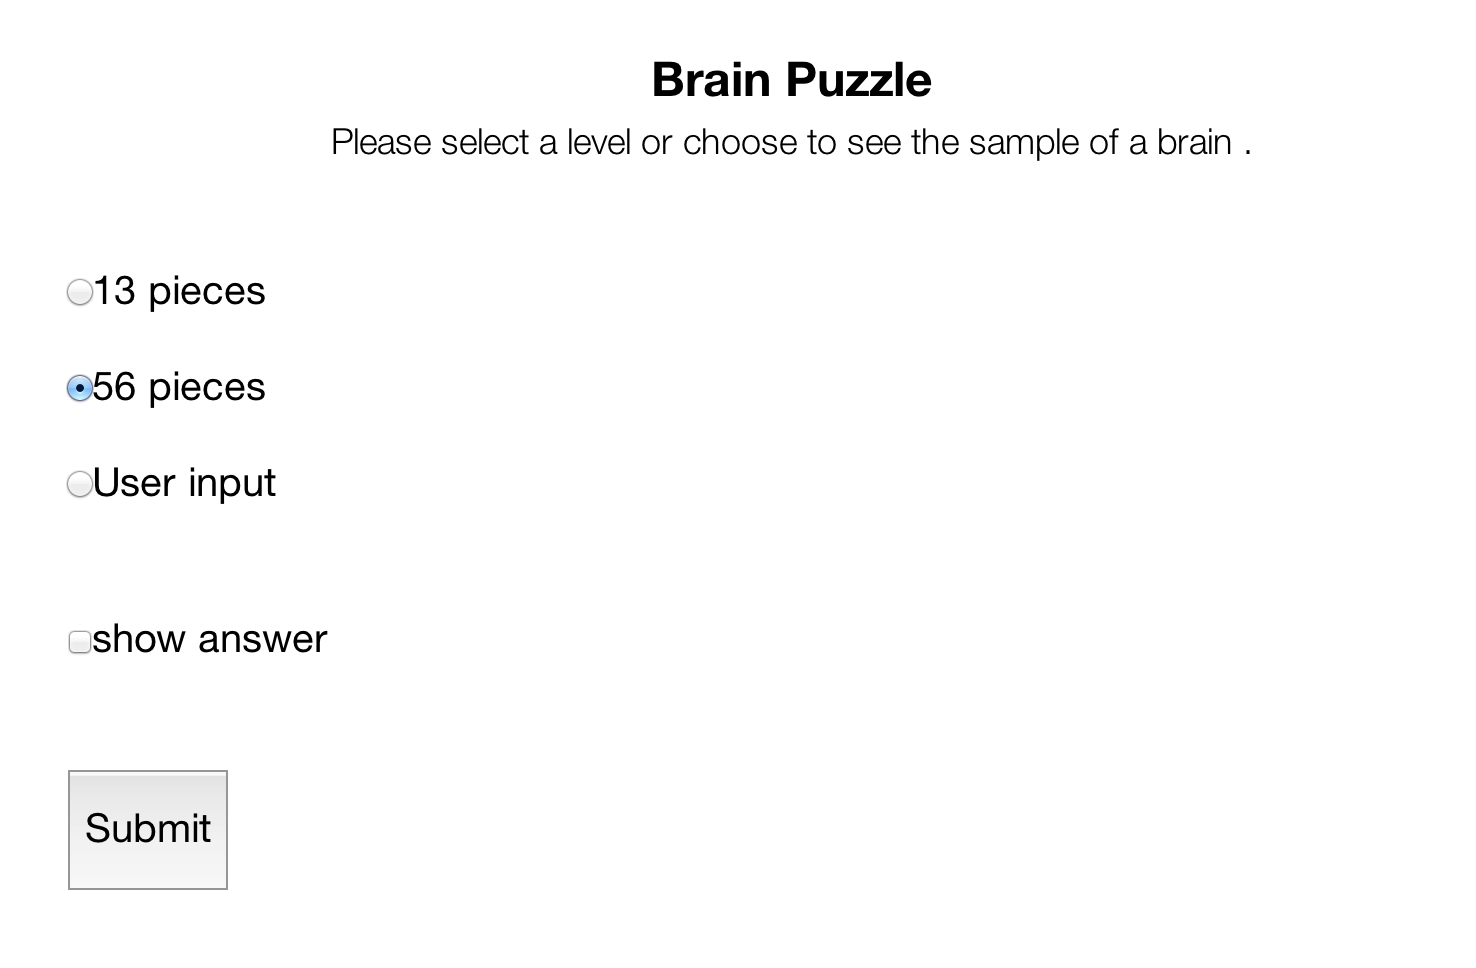 Brain Puzzle
Please select a level or choose to see the sample of a brain .
13 pieces
56 pieces
User input
show answer
Submit